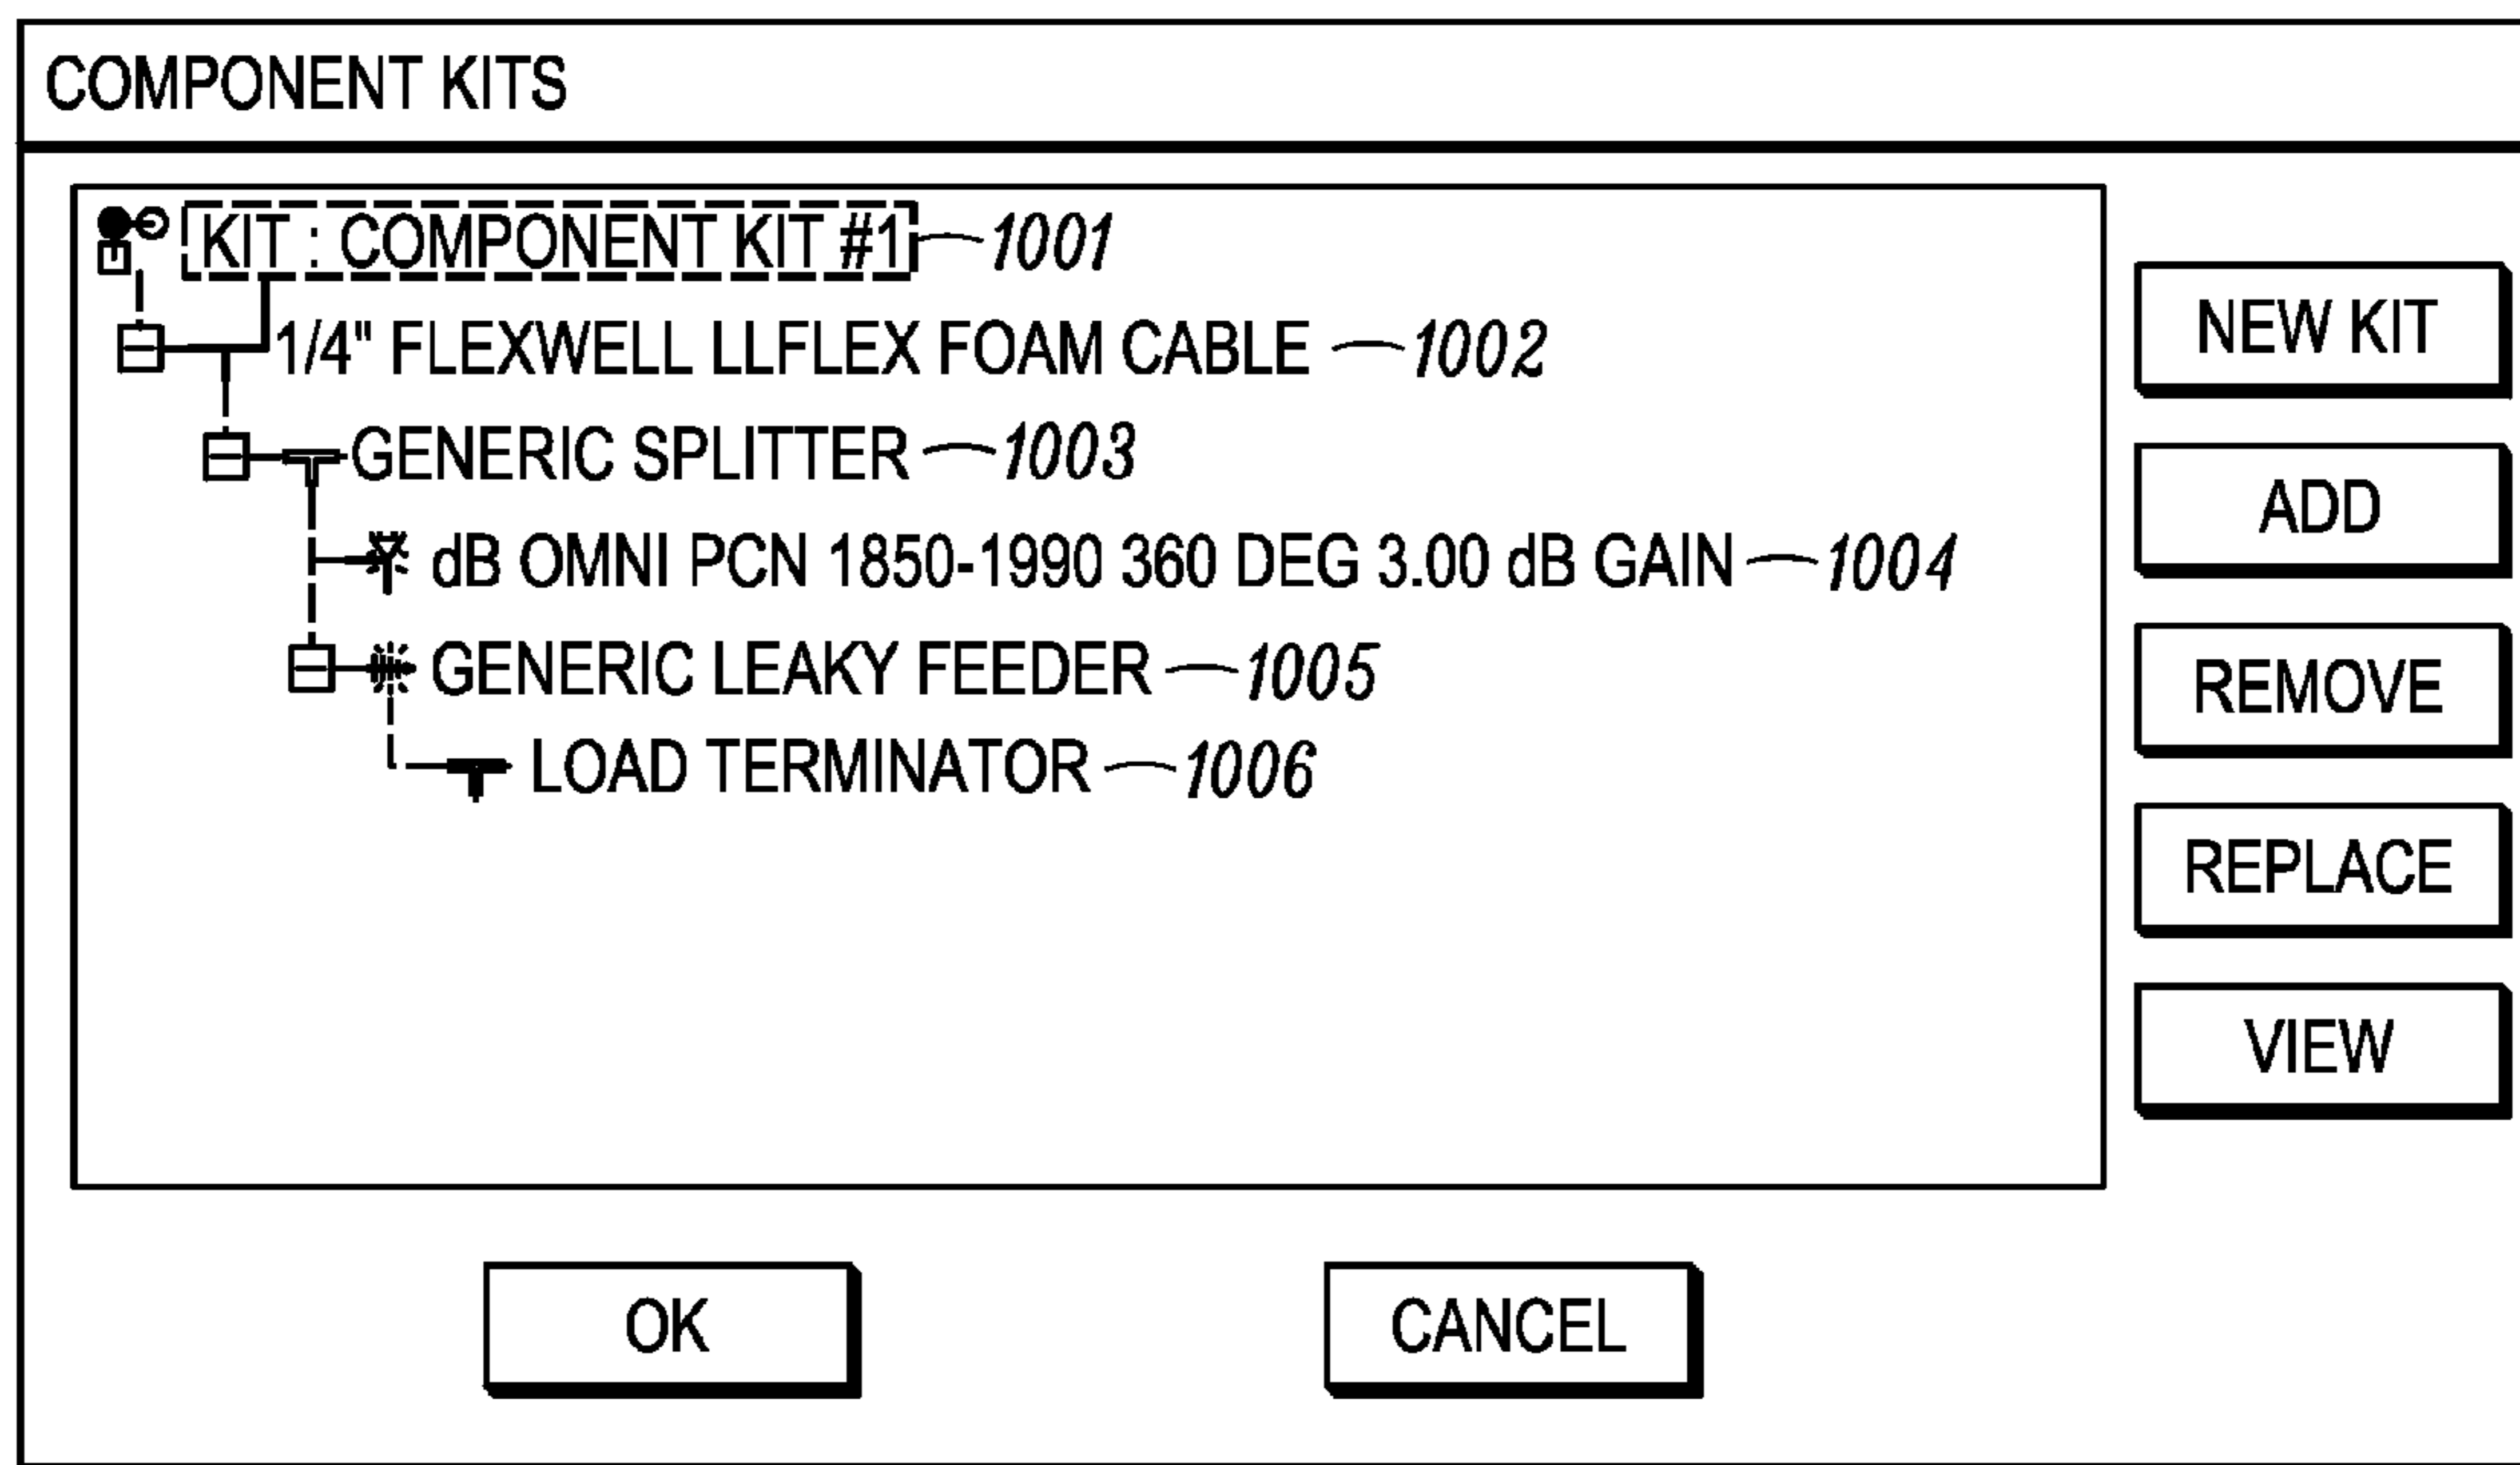 COMPONENT KITS
KIT : COMPONENT KIT #1 1001
1/4" FLEXWELL LLFLEX FOAM CABLE 1002
GENERIC SPLITTER 1003
dB OMNI PCN 1850-1990 360 DEG 3.00 dB GAIN 1004
GENERIC LEAKY FEEDER 1005
LOAD TERMINATOR 1006
NEW KIT
ADD
REMOVE
REPLACE
VIEW
OK
CANCEL